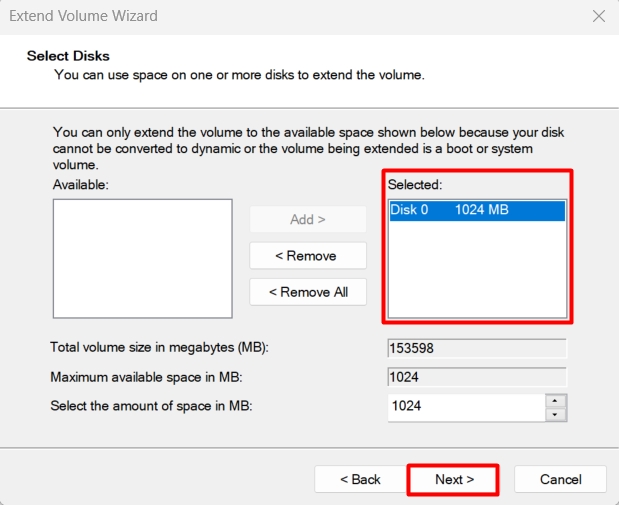 Extend Volume Wizard
Select Disks
You can use space on one or more disks to extend the volume.
You can only extend the volume to the available space shown below because your disk
cannot be converted to dynamic or the volume being extended is a boot or system
volume.
Available:
Selected:
Disk 0 1024 MB
Add >
< Remove
< Remove All
Total volume size in megabytes (MB):
153598
Maximum available space in MB:
1024
Select the amount of space in MB:
1024
< Back
Next >
Cancel